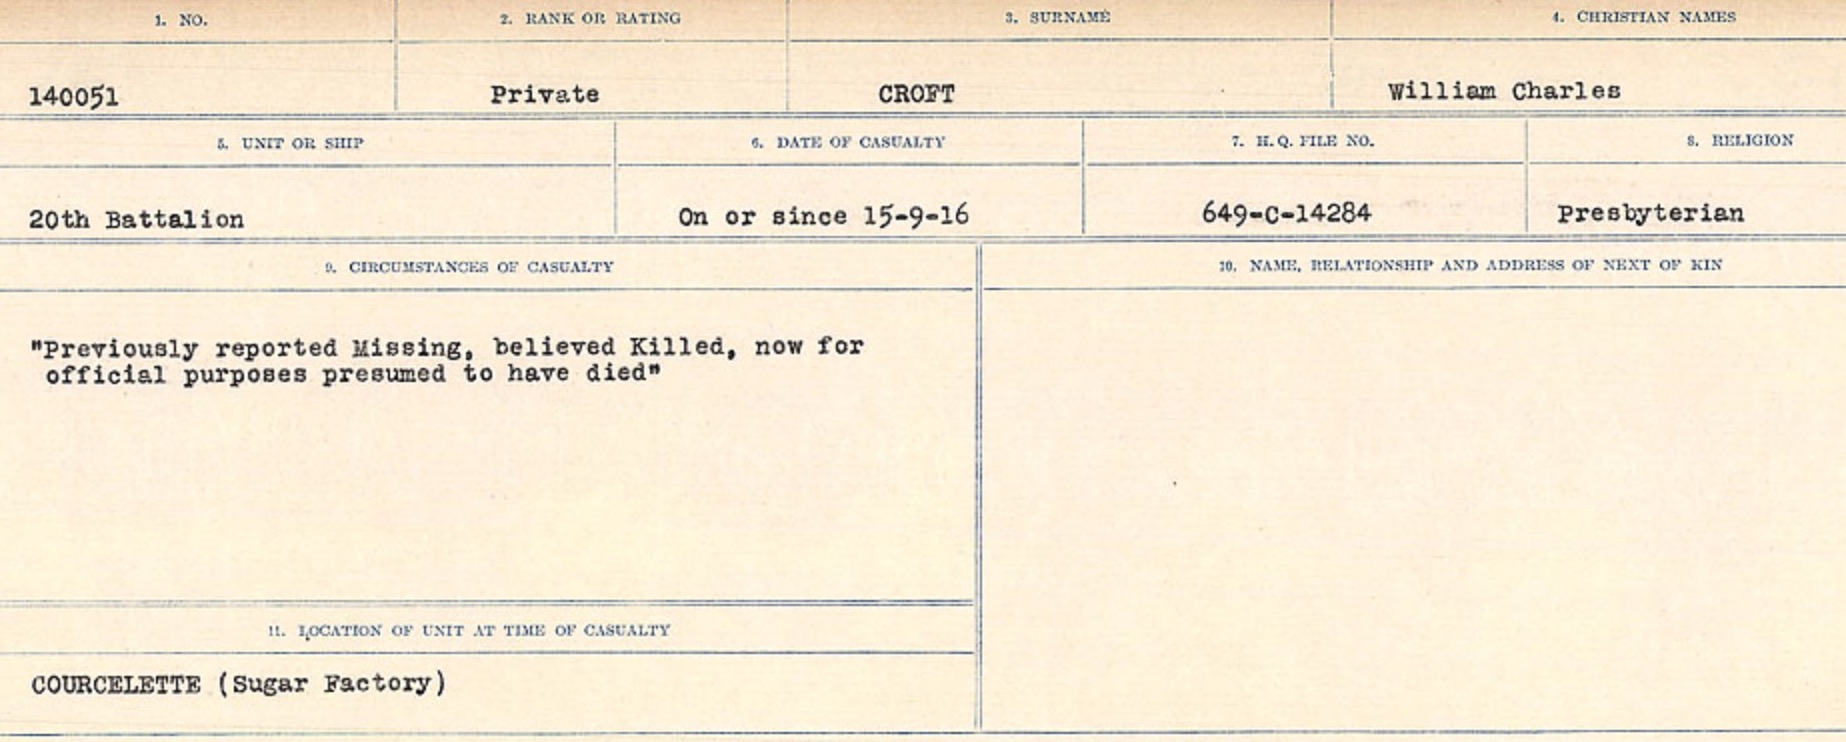 1. NO. 2. RANK OR RATING 3. SURNAME 4. CHRISTIAN NAMES
140051 Private CROFT William Charles
5. UNIT OR SHIP 6. DATE OF CASUALTY 7. H.Q. FILE NO. 8. RELIGION
20th Battalion On or since 15-9-16 649-C-14284 Presbyterian
9. CIRCUMSTANCES OF CASUALTY 10. NAME, RELATIONSHIP AND ADDRESS OF NEXT OF KIN
"Previously reported Missing, believed Killed, now for
official purposes presumed to have died"
11. LOCATION OF UNIT AT TIME OF CASUALTY
COURCELETTE (Sugar Factory)